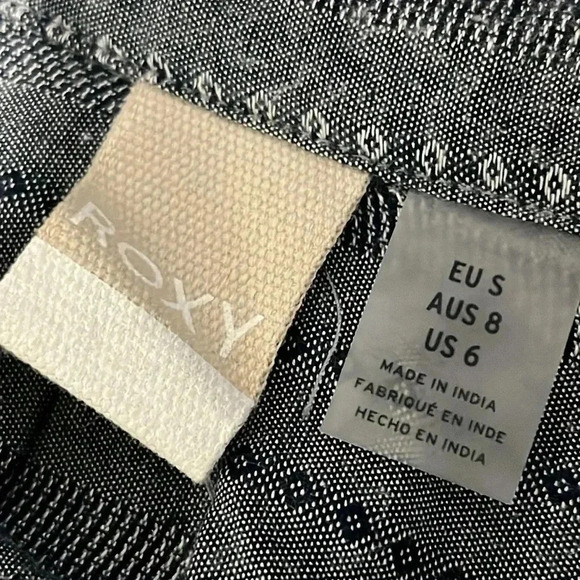 ROXY
EU S
AUS 8
US 6
MADE IN INDIA
FABRIQUÉ EN INDE
HECHO EN INDIA